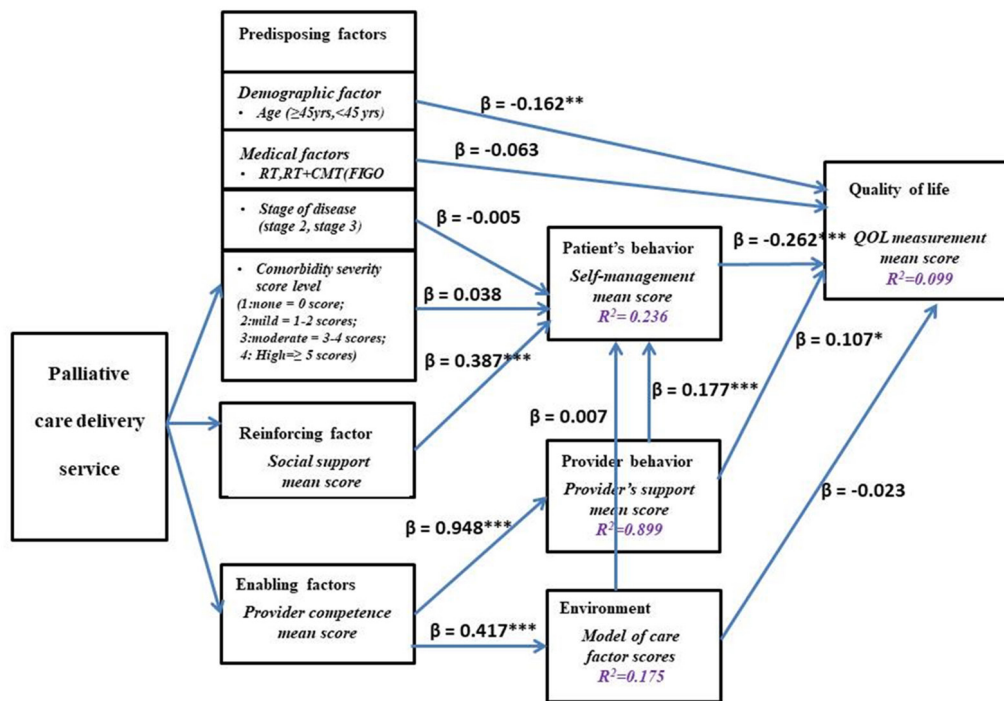 Palliative
care delivery
service
Predisposing factors
Demographic factor
• Age (≥45yrs,<45 yrs)
Medical factors
• RT,RT+CMT(FIGO
• Stage of disease
(stage 2, stage 3)
• Comorbidity severity
score level
(1:none = 0 score;
2:mild = 1-2 scores;
3:moderate = 3-4 scores;
4: High=≥ 5 scores)
Reinforcing factor
Social support
mean score
Enabling factors
Provider competence
mean score
β = -0.162**
β = -0.063
β = -0.005
β = 0.038
β = 0.387***
β = 0.948***
β = 0.417***
Patient's behavior
Self-management
mean score
R²= 0.236
β = 0.007
β = 0.177***
Provider behavior
Provider's support
mean score
R²=0.899
Environment
Model of care
factor scores
R²=0.175
β = -0.262***
β = 0.107*
β = -0.023
Quality of life
QOL measurement
mean score
R²=0.099